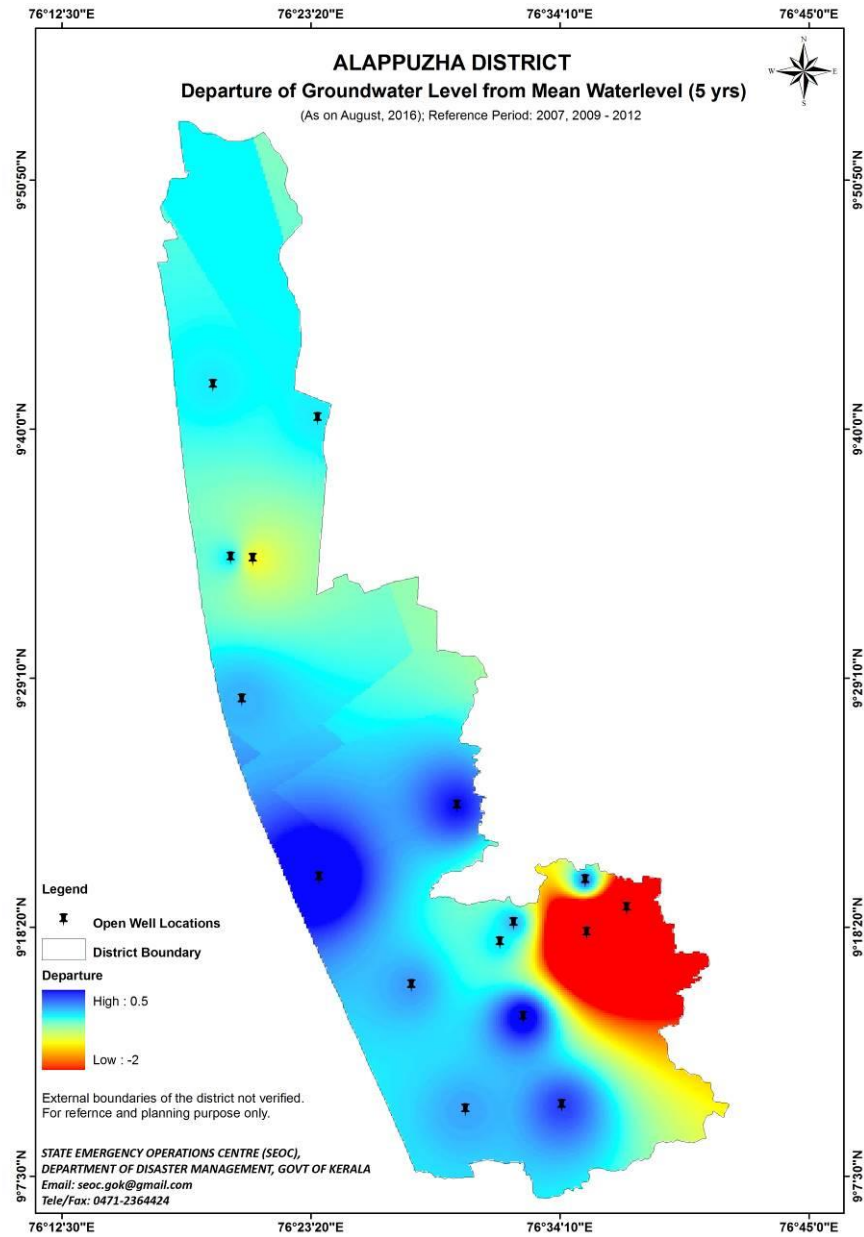 76°12'30"E 76°23'20"E 76°34'10"E 76°45'0"E
ALAPPUZHA DISTRICT
Departure of Groundwater Level from Mean Waterlevel (5 yrs)
(As on August, 2016); Reference Period: 2007, 2009 - 2012
N
W E
S
9°50'50"N 9°50'50"N
9°40'0"N 9°40'0"N
9°29'10"N 9°29'10"N
9°18'20"N 9°18'20"N
9°7'30"N 9°7'30"N
Legend
Open Well Locations
District Boundary
Departure
High : 0.5
Low : -2
External boundaries of the district not verified.
For refernce and planning purpose only.
STATE EMERGENCY OPERATIONS CENTRE (SEOC),
DEPARTMENT OF DISASTER MANAGEMENT, GOVT OF KERALA
Email: seoc.gok@gmail.com
Tele/Fax: 0471-2364424
76°12'30"E 76°23'20"E 76°34'10"E 76°45'0"E